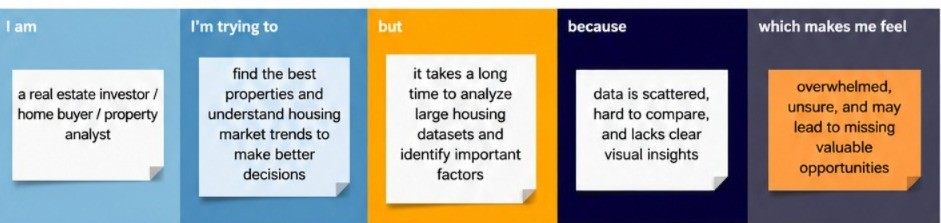 I am
a real estate investor /
home buyer / property
analyst
I'm trying to
find the best
properties and
understand housing
market trends to
make better
decisions
but
it takes a long
time to analyze
large housing
datasets and
identify important
factors
because
data is scattered,
hard to compare,
and lacks clear
visual insights
which makes me feel
overwhelmed,
unsure, and may
lead to missing
valuable
opportunities